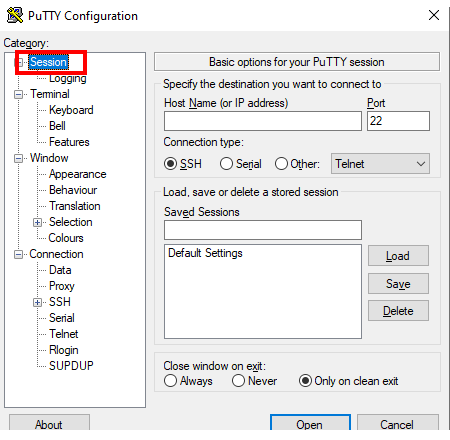 PuTTY Configuration
Category:
Session
Logging
Terminal
Keyboard
Bell
Features
Window
Appearance
Behaviour
Translation
Selection
Colours
Connection
Data
Proxy
SSH
Serial
Telnet
Rlogin
SUPDUP
Basic options for your PuTTY session
Specify the destination you want to connect to
Host Name (or IP address) Port
22
Connection type:
SSH Serial Other: Telnet
Load, save or delete a stored session
Saved Sessions
Default Settings
Load
Save
Delete
Close window on exit:
Always Never Only on clean exit
About Open Cancel